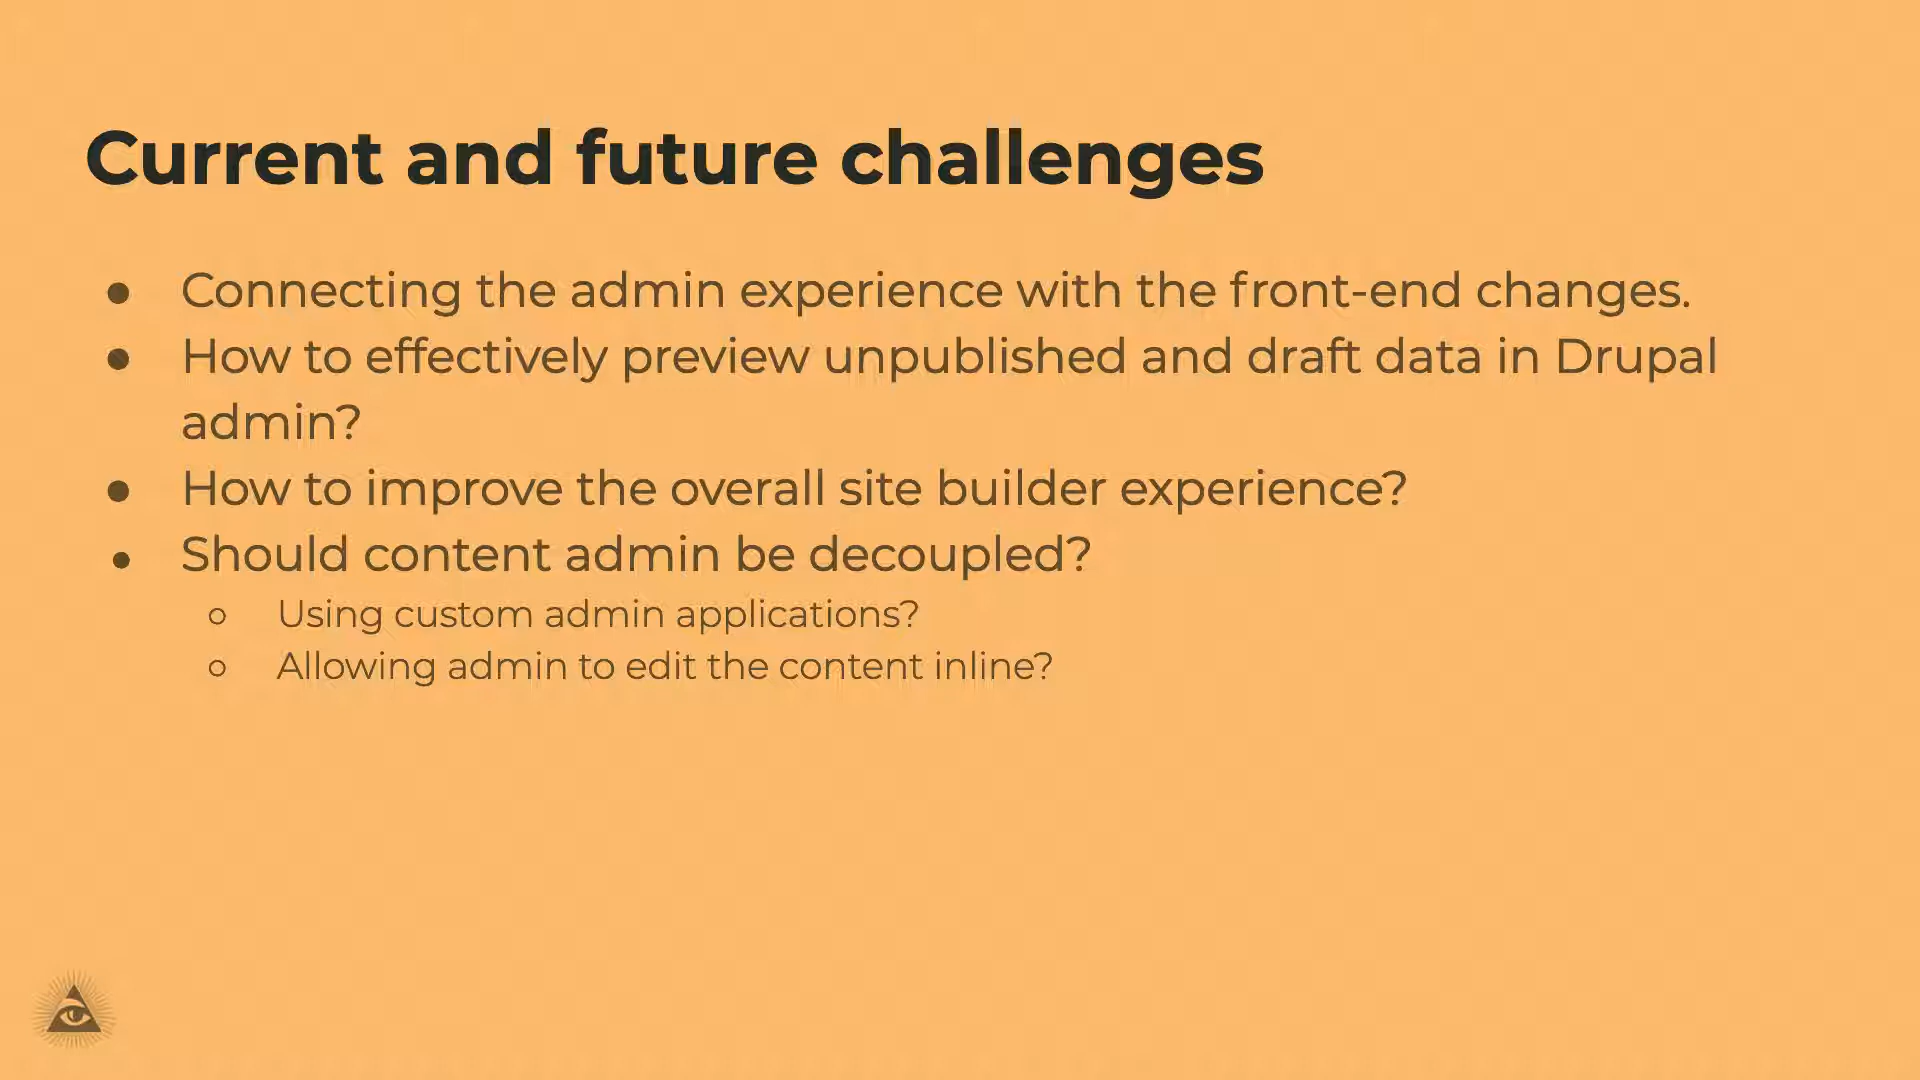 Current and future challenges
● Connecting the admin experience with the front-end changes.
● How to effectively preview unpublished and draft data in Drupal
admin?
● How to improve the overall site builder experience?
● Should content admin be decoupled?
○ Using custom admin applications?
○ Allowing admin to edit the content inline?